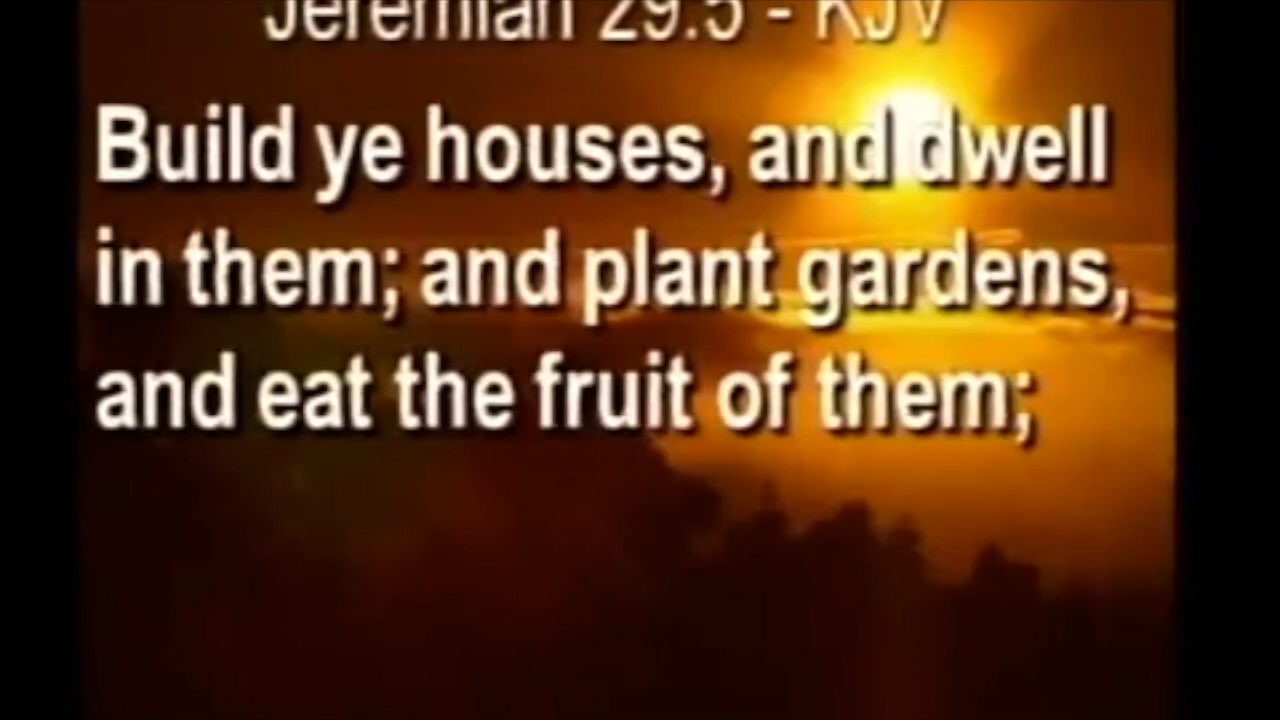 Jeremiah 29:5 - KJV
Build ye houses, and dwell
in them; and plant gardens,
and eat the fruit of them;